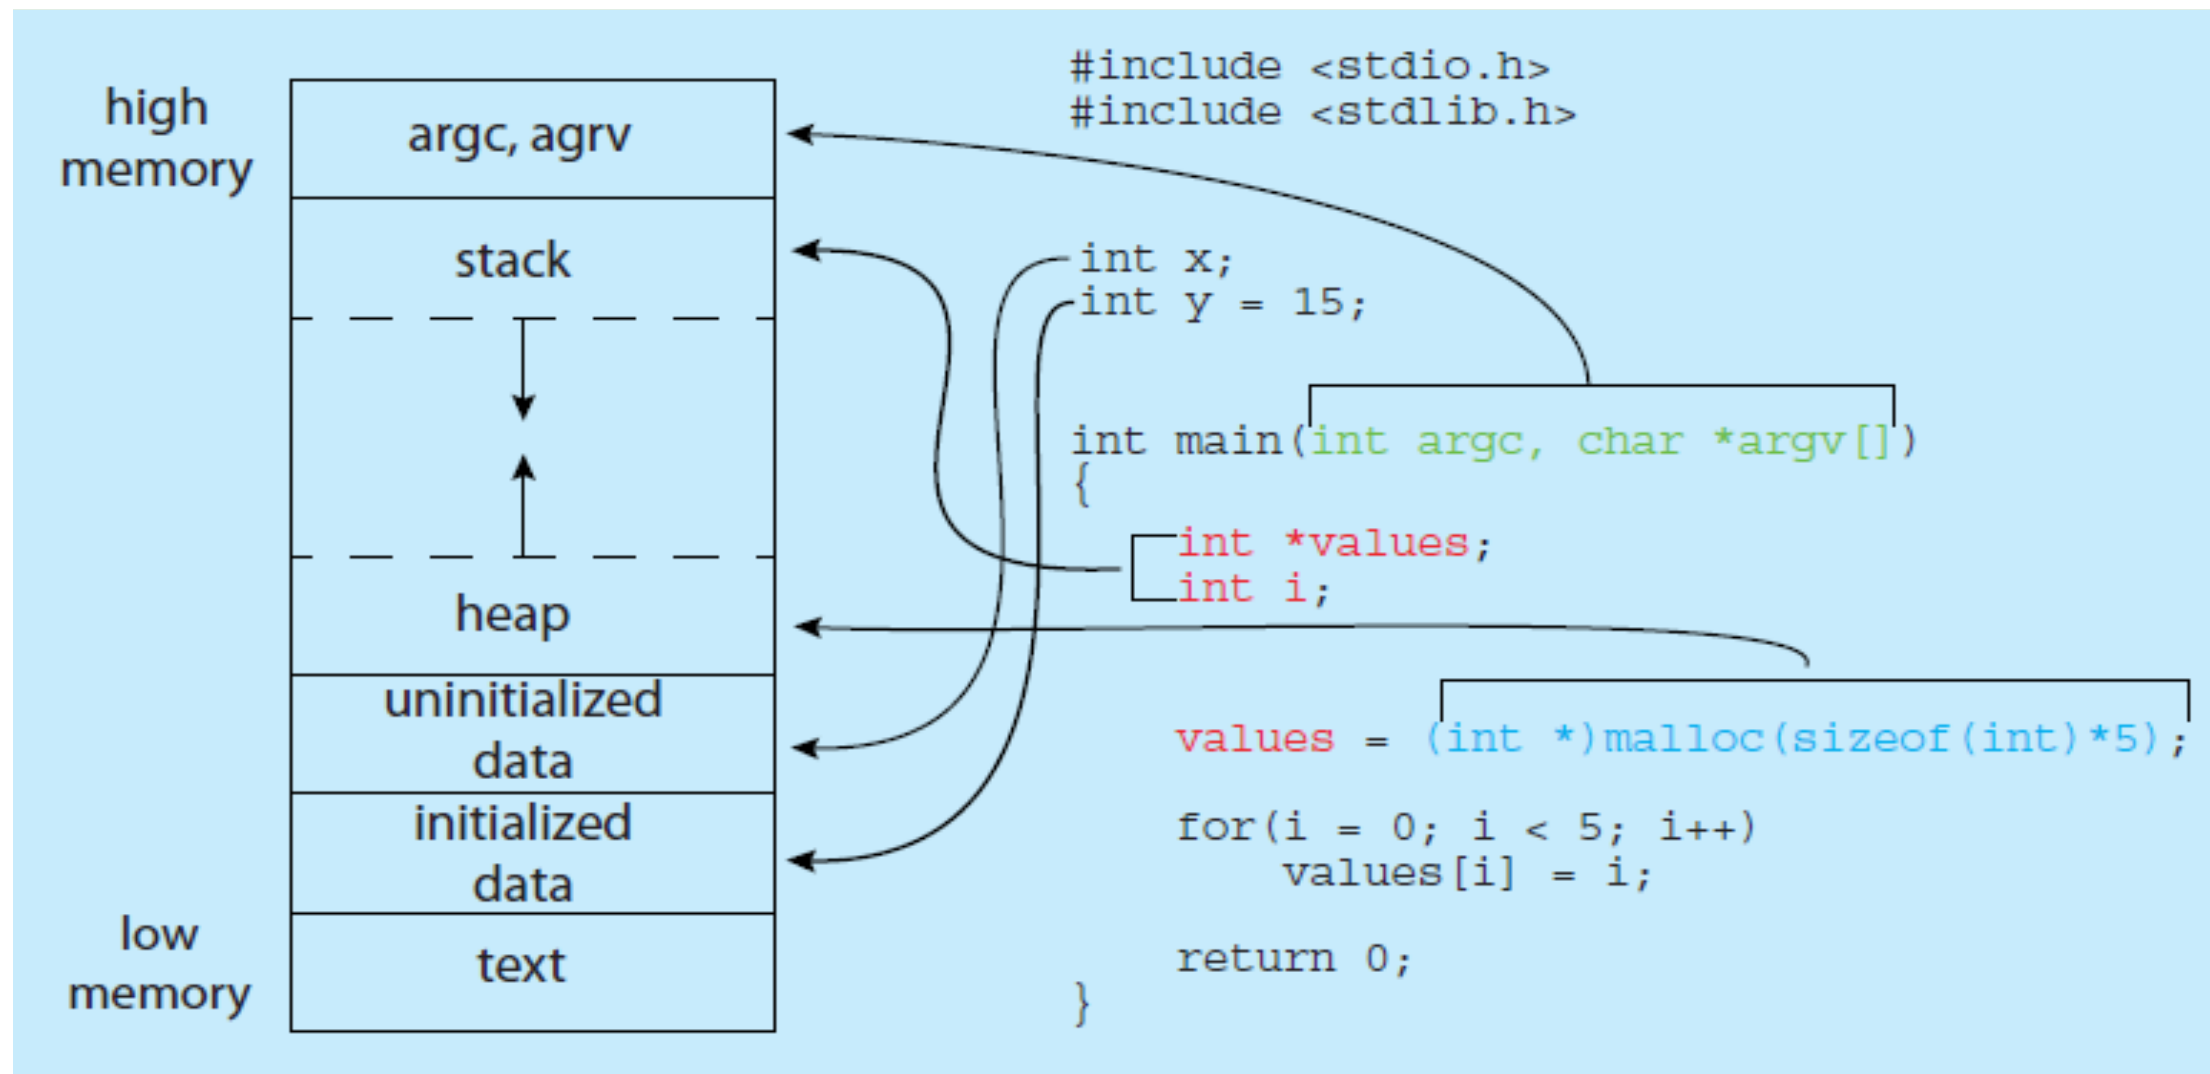 high
memory
argc, agrv
stack
heap
uninitialized
data
initialized
data
text
low
memory
#include <stdio.h>
#include <stdlib.h>
int x;
int y = 15;
int main(int argc, char *argv[])
{
int *values;
int i;
values = (int *)malloc(sizeof(int)*5);
for(i = 0; i < 5; i++)
values[i] = i;
return 0;
}